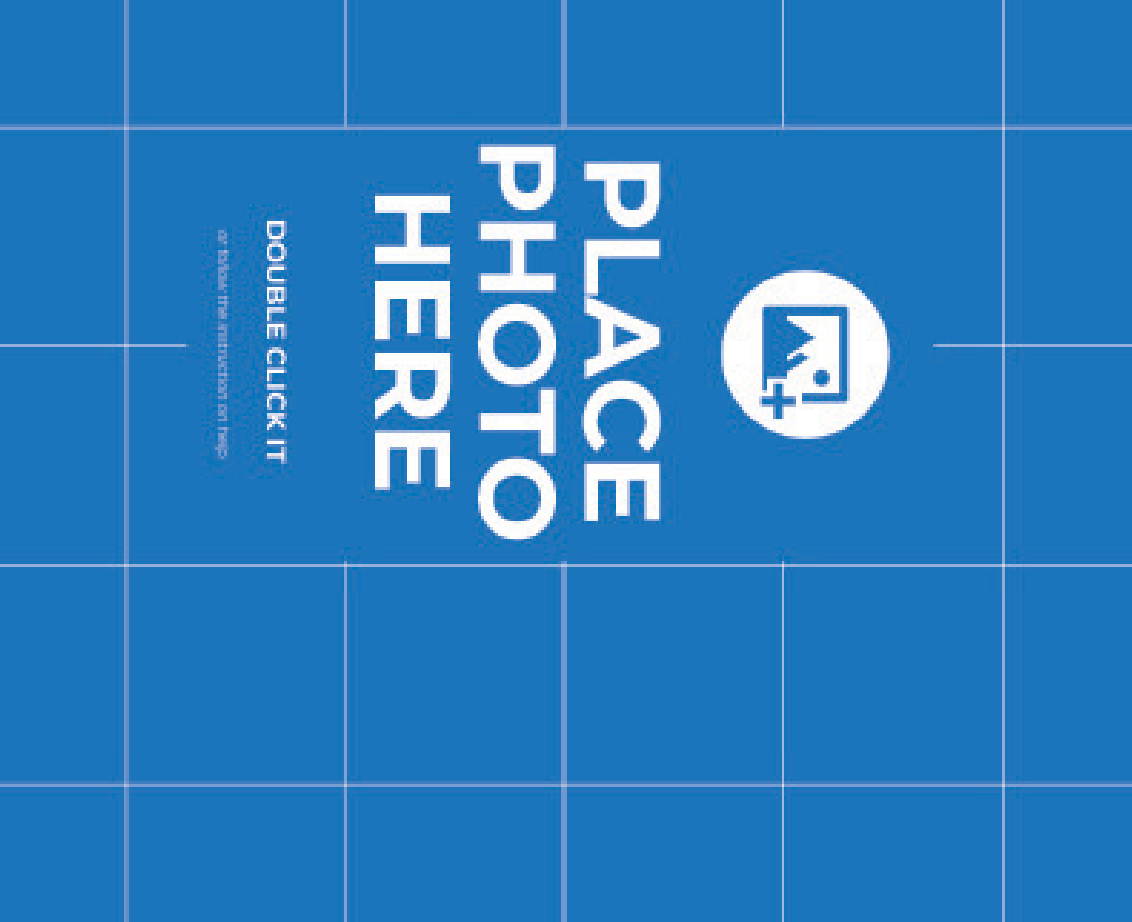 PLACE
PHOTO
HERE
DOUBLE CLICK IT
or follow the instruction on help